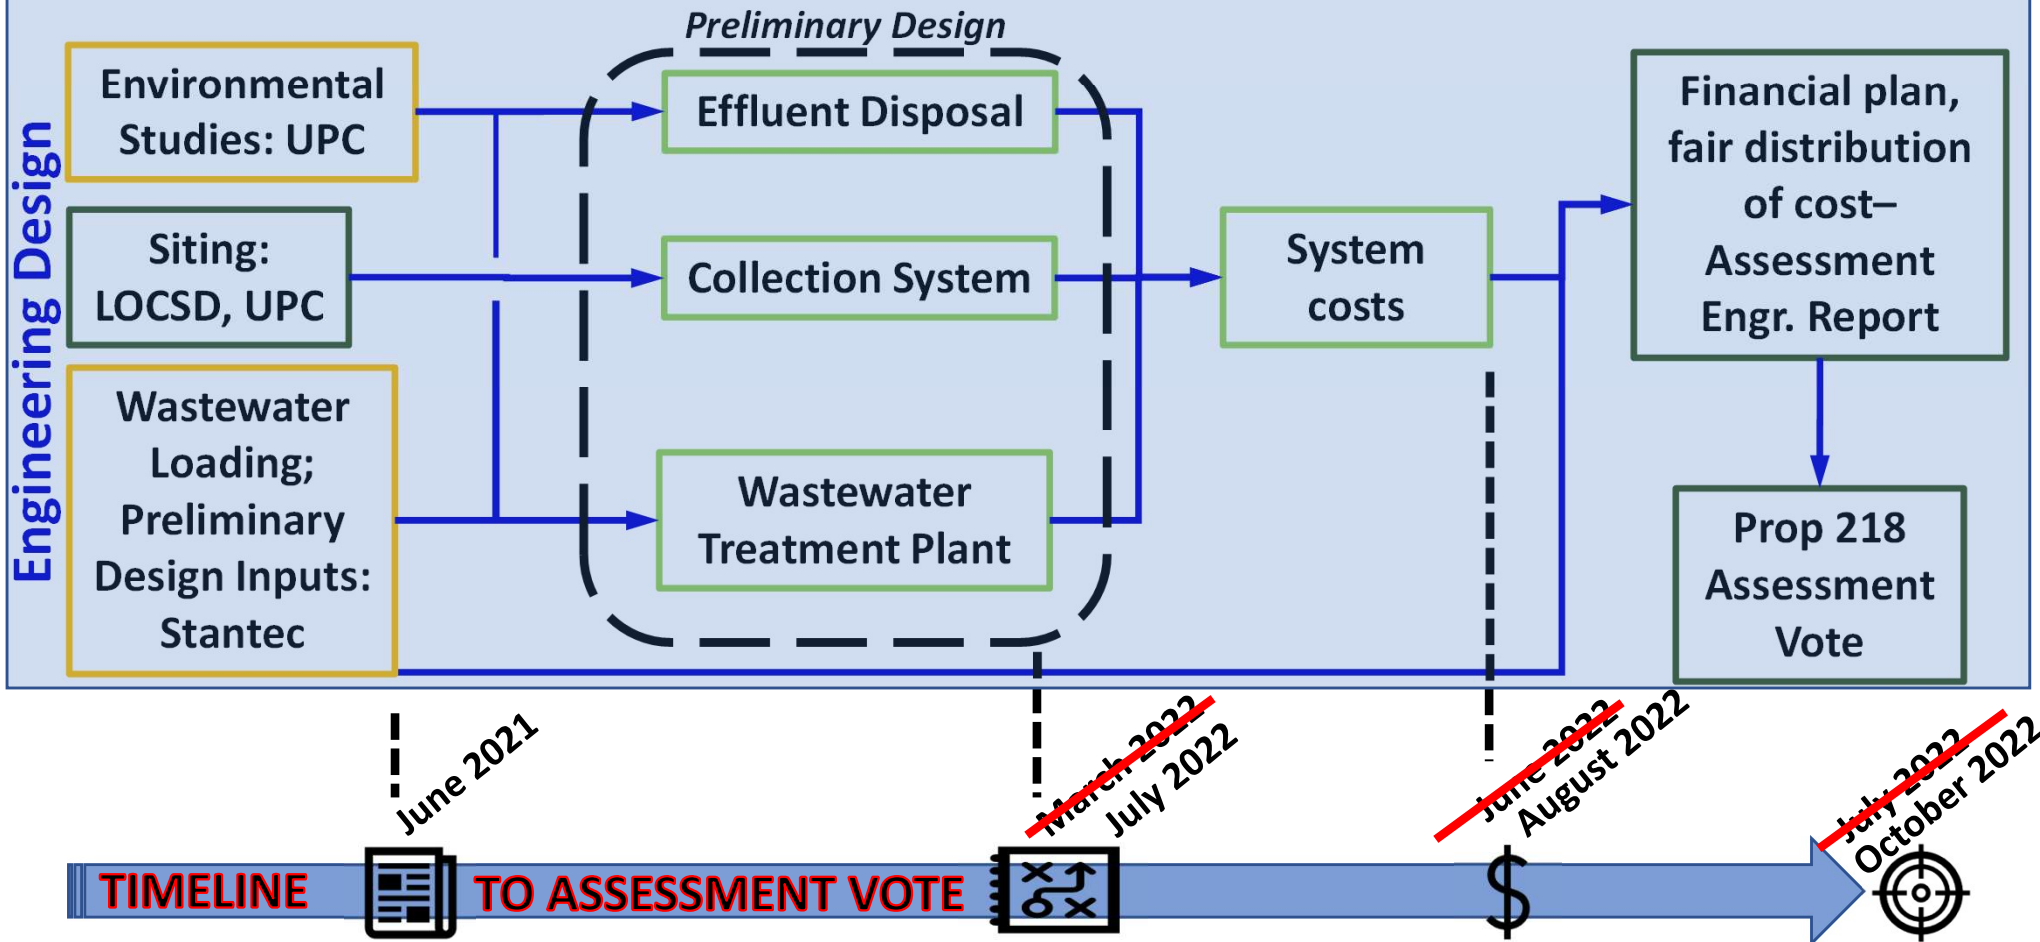 Preliminary Design
Engineering Design
Environmental
Studies: UPC
Siting:
LOCSD, UPC
Wastewater
Loading;
Preliminary
Design Inputs:
Stantec
Effluent Disposal
Collection System
Wastewater
Treatment Plant
System
costs
Financial plan,
fair distribution
of cost–
Assessment
Engr. Report
Prop 218
Assessment
Vote
June 2021
March 2022
July 2022
June 2022
August 2022
July 2022
October 2022
TIMELINE TO ASSESSMENT VOTE